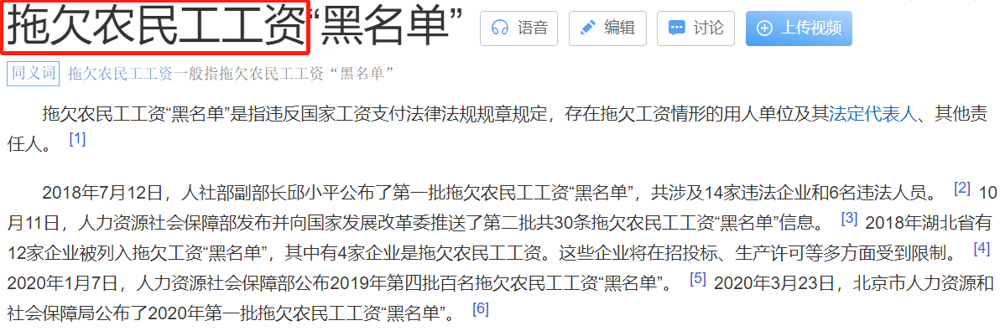 拖欠农民工工资“黑名单” 语音 编辑 讨论 上传视频
同义词 拖欠农民工工资一般指拖欠农民工工资“黑名单”
拖欠农民工工资“黑名单”是指违反国家工资支付法律法规规章规定，存在拖欠工资情形的用人单位及其法定代表人、其他责
任人。 [1]
2018年7月12日，人社部副部长邱小平公布了第一批拖欠农民工工资“黑名单”，共涉及14家违法企业和6名违法人员。 [2] 10
月11日，人力资源社会保障部发布并向国家发展改革委推送了第二批共30条拖欠农民工工资“黑名单”信息。 [3] 2018年湖北省有
12家企业被列入拖欠工资“黑名单”，其中有4家企业是拖欠农民工工资。这些企业将在招投标、生产许可等多方面受到限制。 [4]
2020年1月7日，人力资源社会保障部公布2019年第四批百名拖欠农民工工资“黑名单”。 [5] 2020年3月23日，北京市人力资源和
社会保障局公布了2020年第一批拖欠农民工工资“黑名单”。 [6]